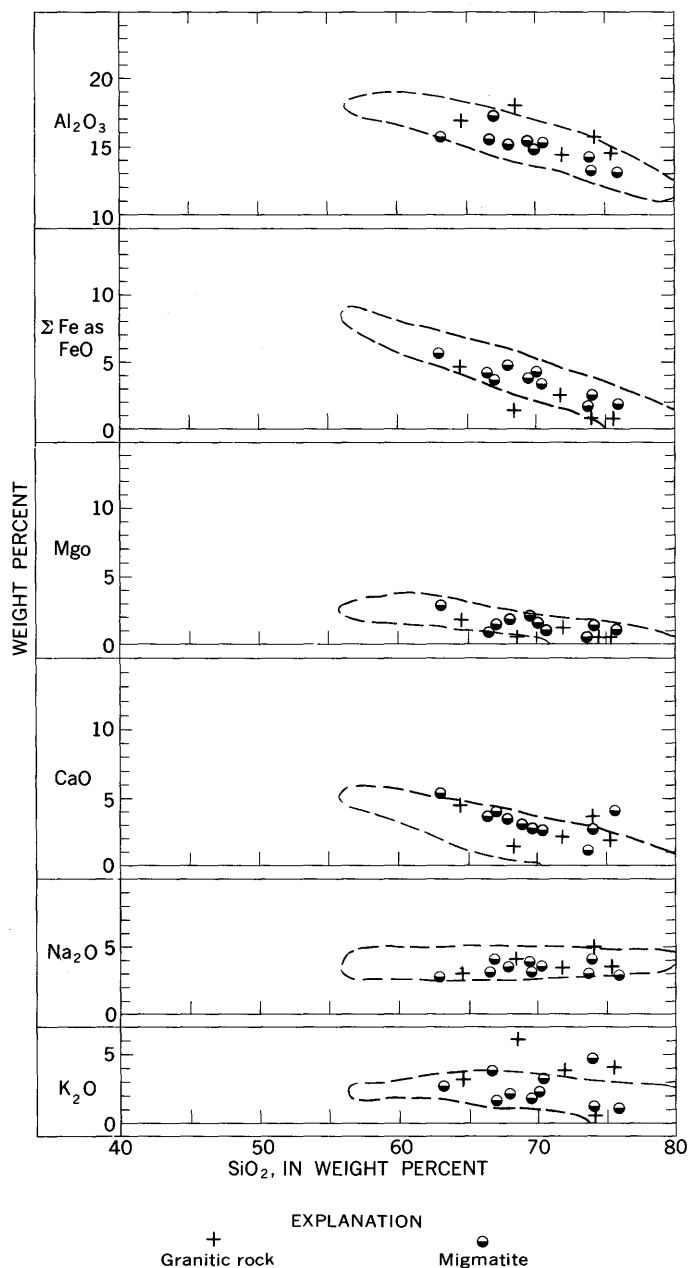 20
Al₂O₃
15
10
10
Σ Fe as
FeO
5
0
10
Mgo
5
0
WEIGHT PERCENT
10
CaO
5
0
Na₂O
5
0
5
K₂O
0
40 50 60 70 80
SiO₂, IN WEIGHT PERCENT
EXPLANATION
+
Granitic rock
Migmatite